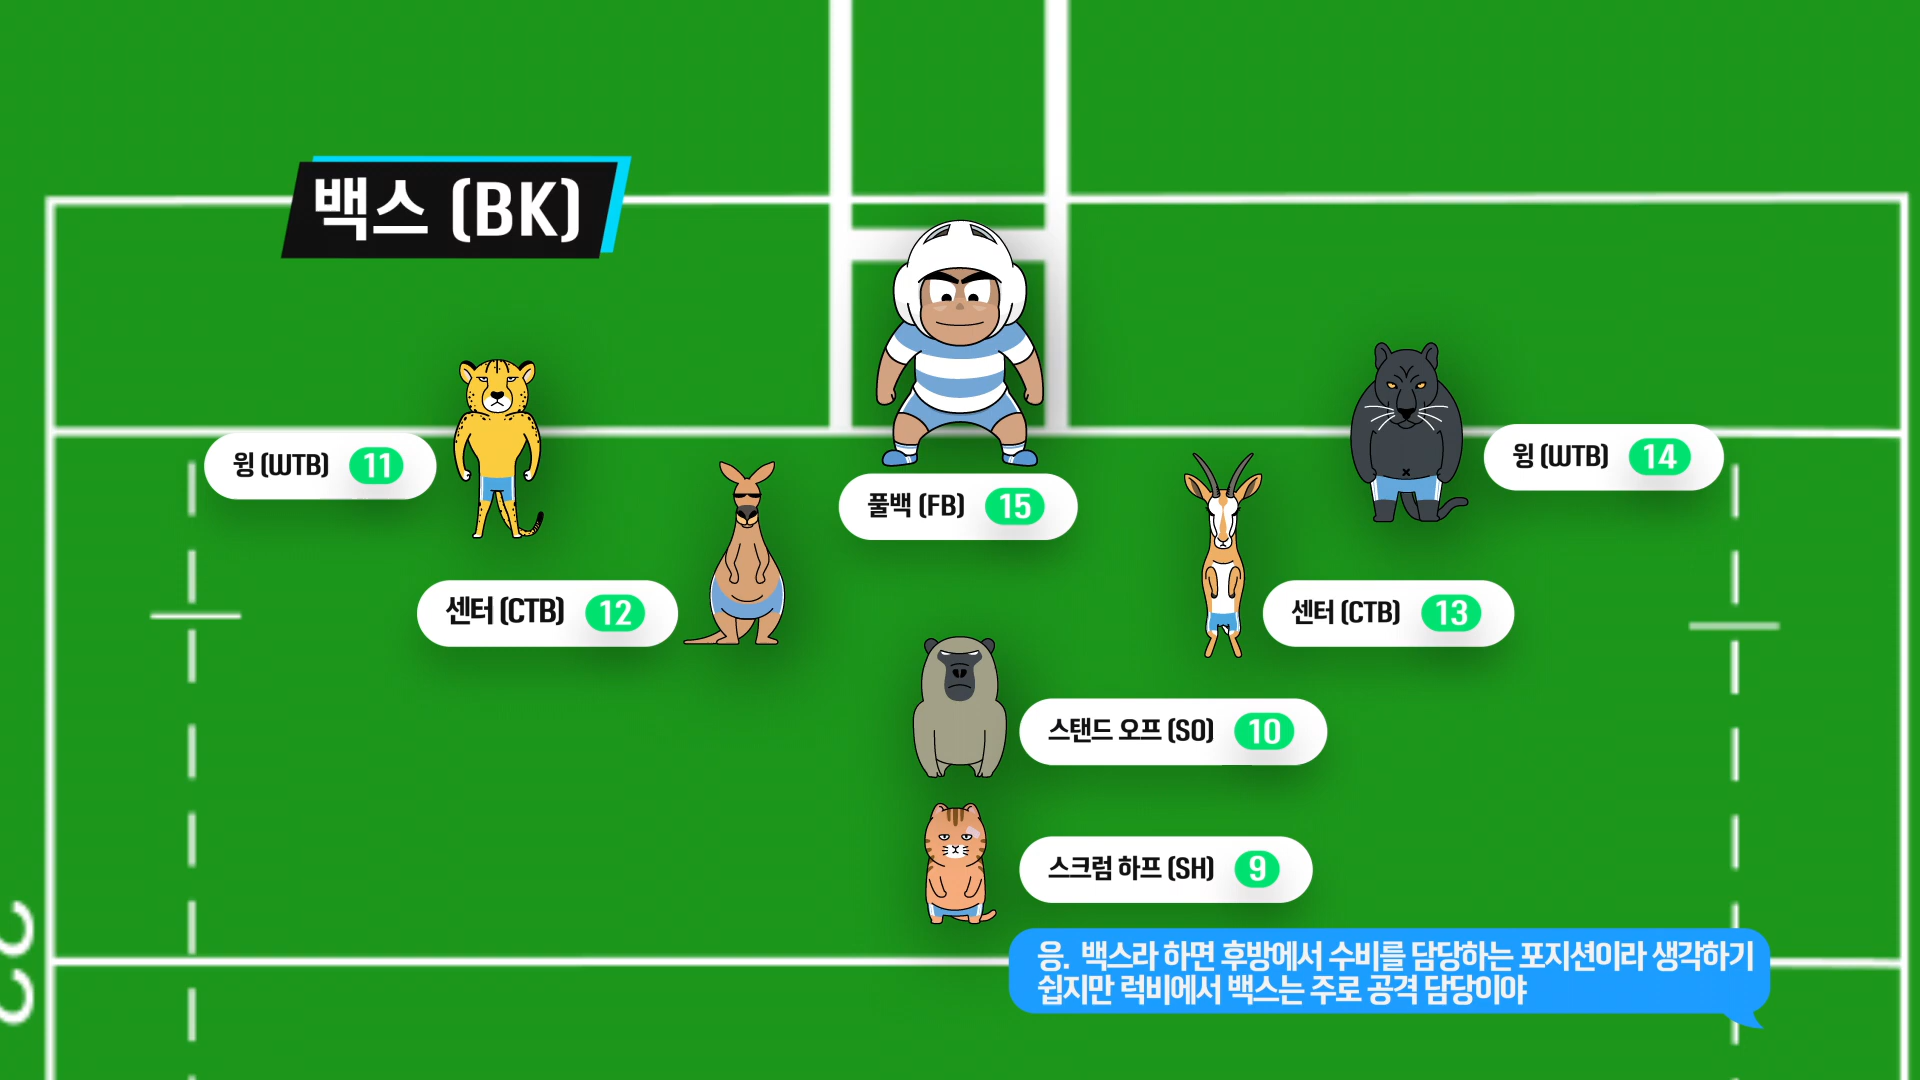 백스 (BK)
윙 (WTB) 11
윙 (WTB) 14
풀백 (FB) 15
센터 (CTB) 12
센터 (CTB) 13
스탠드 오프 (SO) 10
스크럼 하프 (SH) 9
응. 백스라 하면 후방에서 수비를 담당하는 포지션이라 생각하기
쉽지만 럭비에서 백스는 주로 공격 담당이야